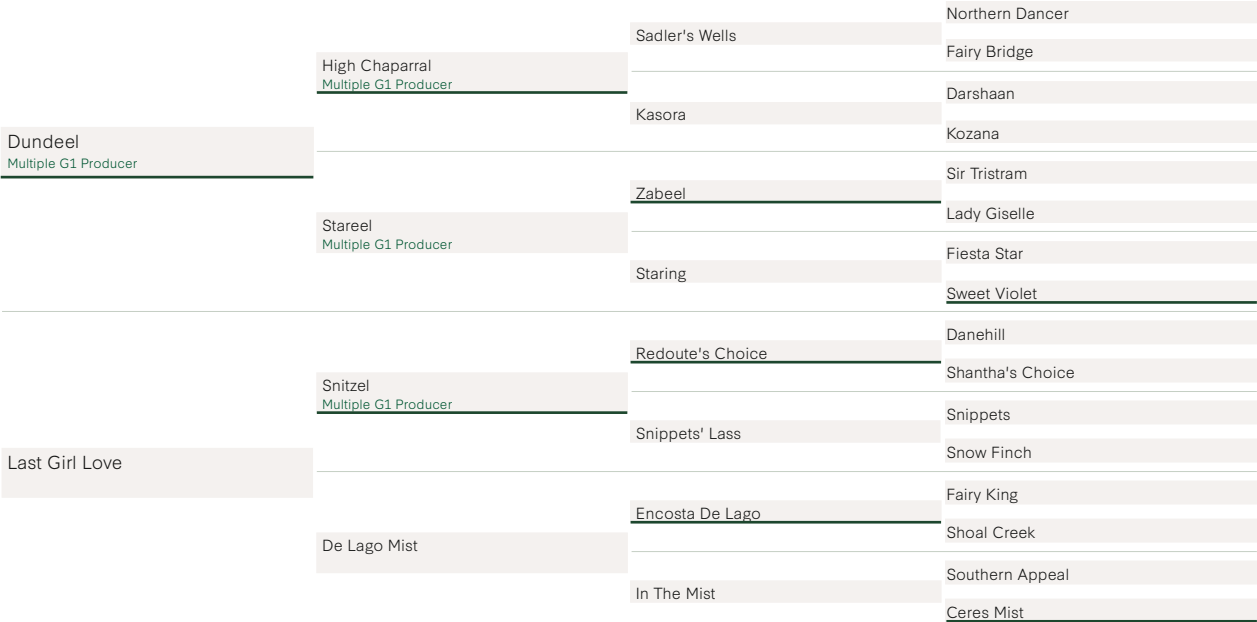 Dundeel
Multiple G1 Producer
Last Girl Love
High Chaparral
Multiple G1 Producer
Stareel
Multiple G1 Producer
Snitzel
Multiple G1 Producer
De Lago Mist
Sadler's Wells
Kasora
Zabeel
Staring
Redoute's Choice
Snippets' Lass
Encosta De Lago
In The Mist
Northern Dancer
Fairy Bridge
Darshaan
Kozana
Sir Tristram
Lady Giselle
Fiesta Star
Sweet Violet
Danehill
Shantha's Choice
Snippets
Snow Finch
Fairy King
Shoal Creek
Southern Appeal
Ceres Mist